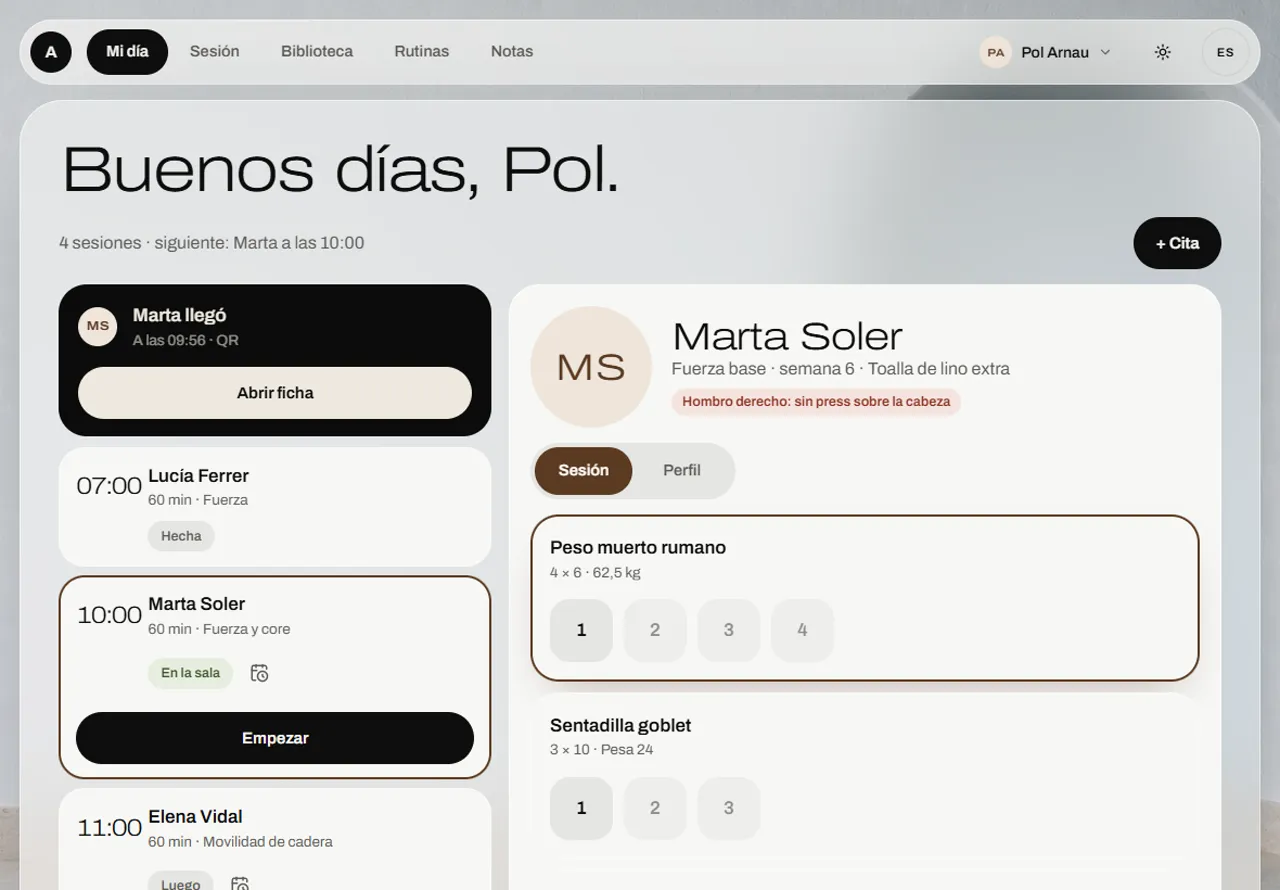 A
Mi día
Sesión
Biblioteca
Rutinas
Notas
PA
Pol Arnau
ES
Buenos días, Pol.
4 sesiones · siguiente: Marta a las 10:00
+ Cita
MS
Marta llegó
A las 09:56 · QR
Abrir ficha
07:00
Lucía Ferrer
60 min · Fuerza
Hecha
10:00
Marta Soler
60 min · Fuerza y core
En la sala
Empezar
11:00
Elena Vidal
60 min · Movilidad de cadera
Luego
MS
Marta Soler
Fuerza base · semana 6 · Toalla de lino extra
Hombro derecho: sin press sobre la cabeza
Sesión
Perfil
Peso muerto rumano
4 × 6 · 62,5 kg
1 2 3 4
Sentadilla goblet
3 × 10 · Pesa 24
1 2 3